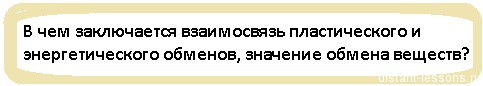 В чем заключается взаимосвязь пластического и
энергетического обменов, значение обмена веществ?